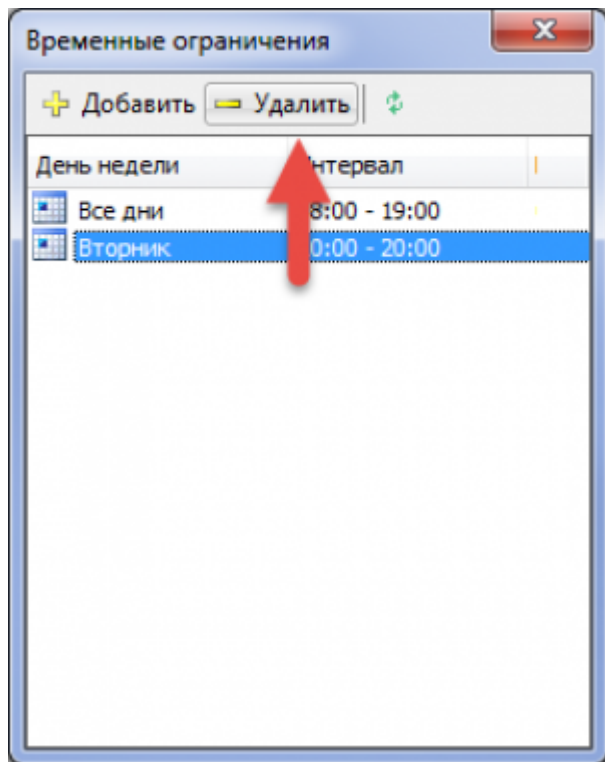 Временные ограничения
Добавить Удалить
День недели нтервал
Все дни 8:00 - 19:00
Вторник 0:00 - 20:00